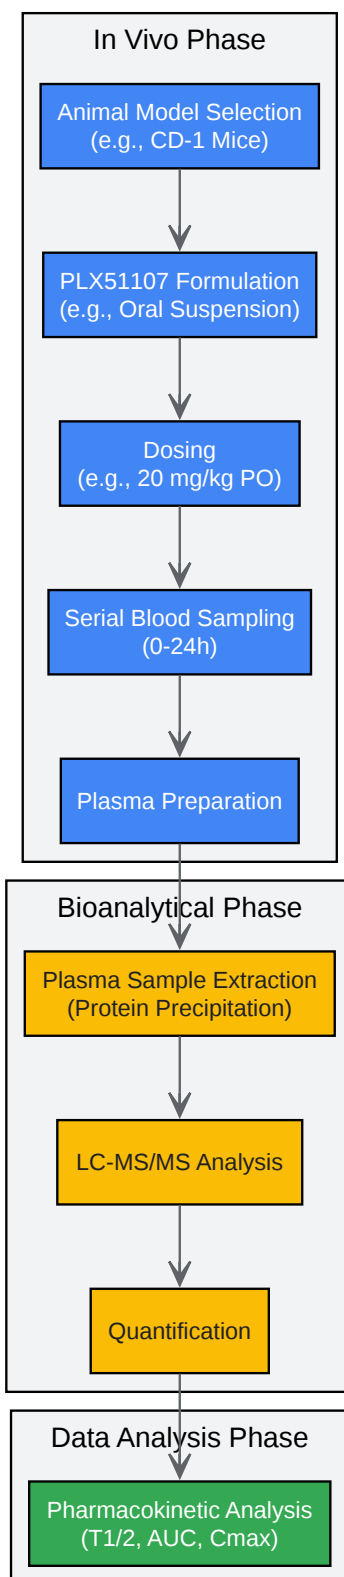 In Vivo Phase
Animal Model Selection
(e.g., CD-1 Mice)
PLX51107 Formulation
(e.g., Oral Suspension)
Dosing
(e.g., 20 mg/kg PO)
Serial Blood Sampling
(0-24h)
Plasma Preparation
Bioanalytical Phase
Plasma Sample Extraction
(Protein Precipitation)
LC-MS/MS Analysis
Quantification
Data Analysis Phase
Pharmacokinetic Analysis
(T1/2, AUC, Cmax)